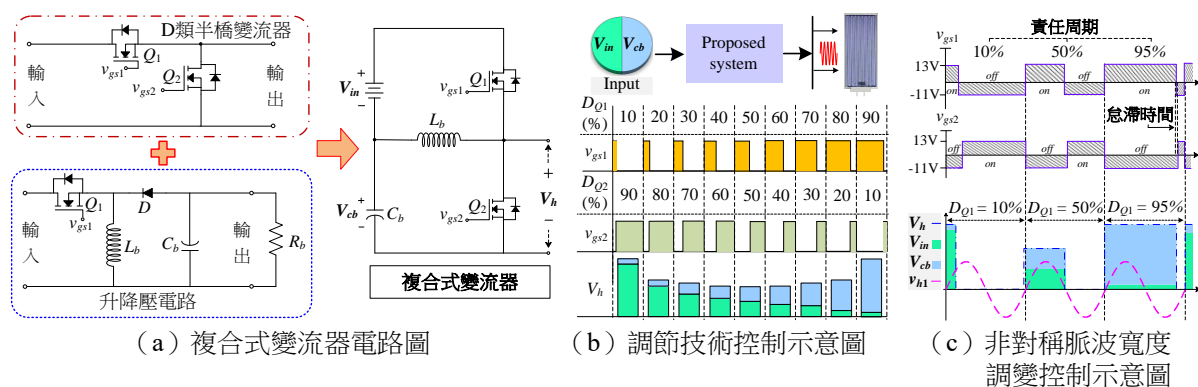 D類半橋變流器
Q1
vgs1
Q2
vgs2
輸入
輸出
Q1
vgs1
D
Lb
Cb
Rb
輸入
輸出
升降壓電路
+
Vin
−
Q1
vgs1
Lb
+
Vcb
−
Cb
Q2
vgs2
+
Vh
−
複合式變流器
（a）複合式變流器電路圖
Vin Vcb
Input
Proposed system
DQ1 (%) 10 20 30 40 50 60 70 80 90
vgs1
DQ2 (%) 90 80 70 60 50 40 30 20 10
vgs2
Vh
（b）調節技術控制示意圖
責任周期
vgs1
10% 50% 95%
13V
-11V
off off
on on on
vgs2
怠滯時間
13V
-11V
off off
on on on
DQ1 = 10% DQ1 = 50% DQ1 = 95%
Vh
Vin
Vcb
vh1
（c）非對稱脈波寬度
調變控制示意圖